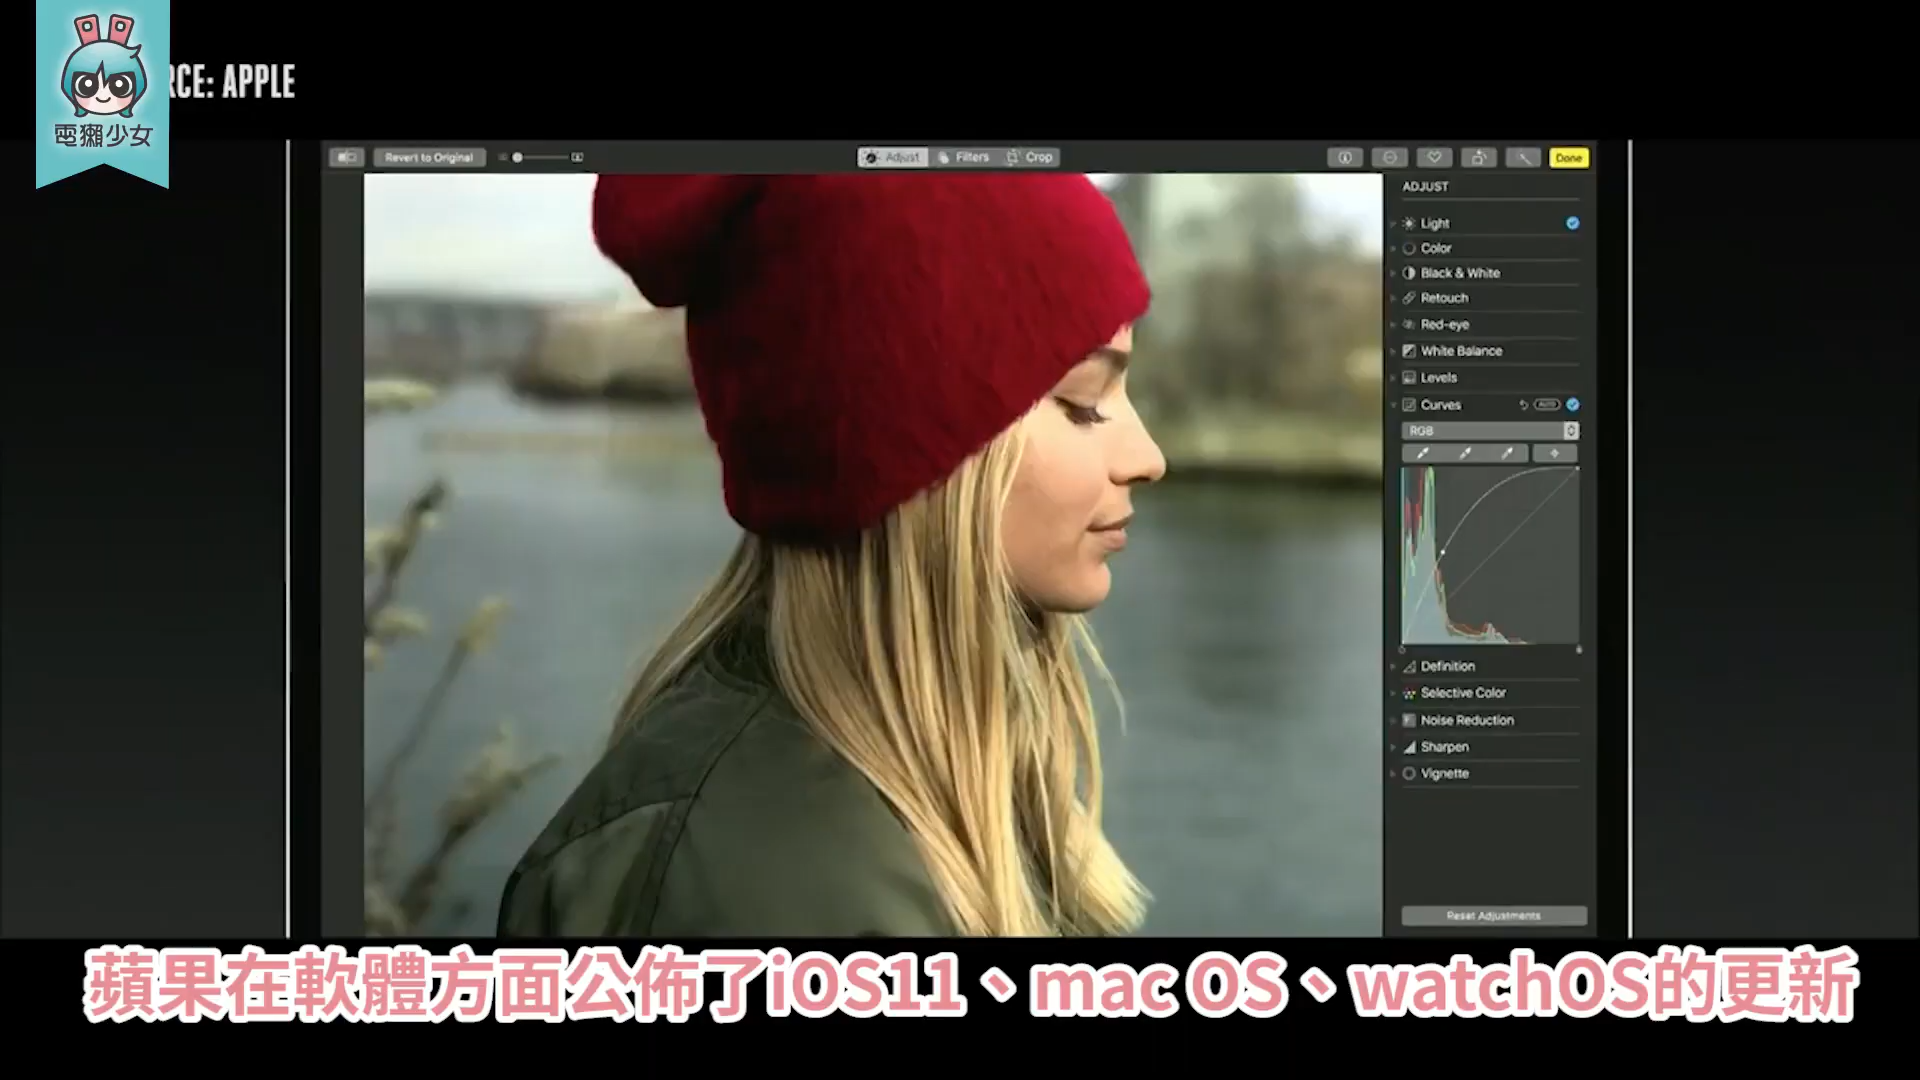 電獺少女
RCE: APPLE
Revert to Original
Adjust
Filters
Crop
Done
ADJUST
Light
Color
Black & White
Retouch
Red-eye
White Balance
Levels
Curves
AUTO
RGB
Definition
Selective Color
Noise Reduction
Sharpen
Vignette
Reset Adjustments
蘋果在軟體方面公佈了iOS11、mac OS、watchOS的更新